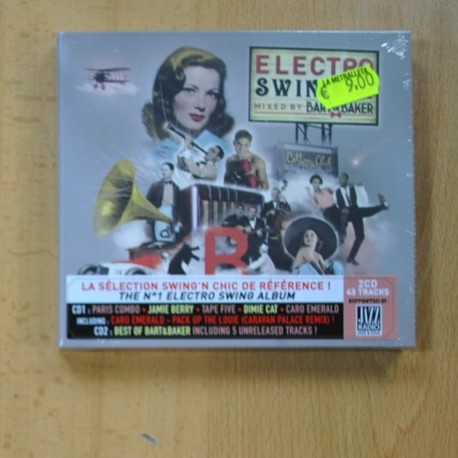 ELECTRO
SWING
MIXED BY BART&BAKER
LA METRALLETA
€ 9,00
Cotton Club
R
LA SÉLECTION SWING'N CHIC DE RÉFÉRENCE !
THE N°1 ELECTRO SWING ALBUM
CD1 : PARIS COMBO • JAMIE BERRY • TAPE FIVE • DIMIE CAT • CARO EMERALD
INCLUDING : CARO EMERALD - PACK UP THE LOUIE (CARAVAN PALACE REMIX) !
CD2 : BEST OF BART&BAKER INCLUDING 5 UNRELEASED TRACKS !
2CD
43 TRACKS
SUPPORTED BY
JAZZ
RADIO